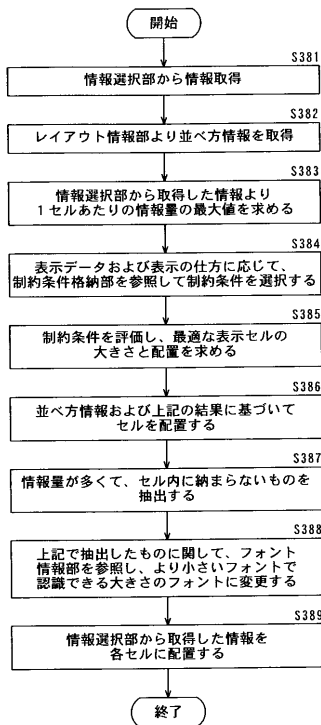 開始
S381
情報選択部から情報取得
S382
レイアウト情報部より並べ方情報を取得
S383
情報選択部から取得した情報より
1セルあたりの情報量の最大値を求める
S384
表示データおよび表示の仕方に応じて、
制約条件格納部を参照して制約条件を選択する
S385
制約条件を評価し、最適な表示セルの
大きさと配置を求める
S386
並べ方情報および上記の結果に基づいて
セルを配置する
S387
情報量が多くて、セル内に納まらないものを
抽出する
S388
上記で抽出したものに関して、フォント
情報部を参照し、より小さいフォントで
認識できる大きさのフォントに変更する
S389
情報選択部から取得した情報を
各セルに配置する
終了